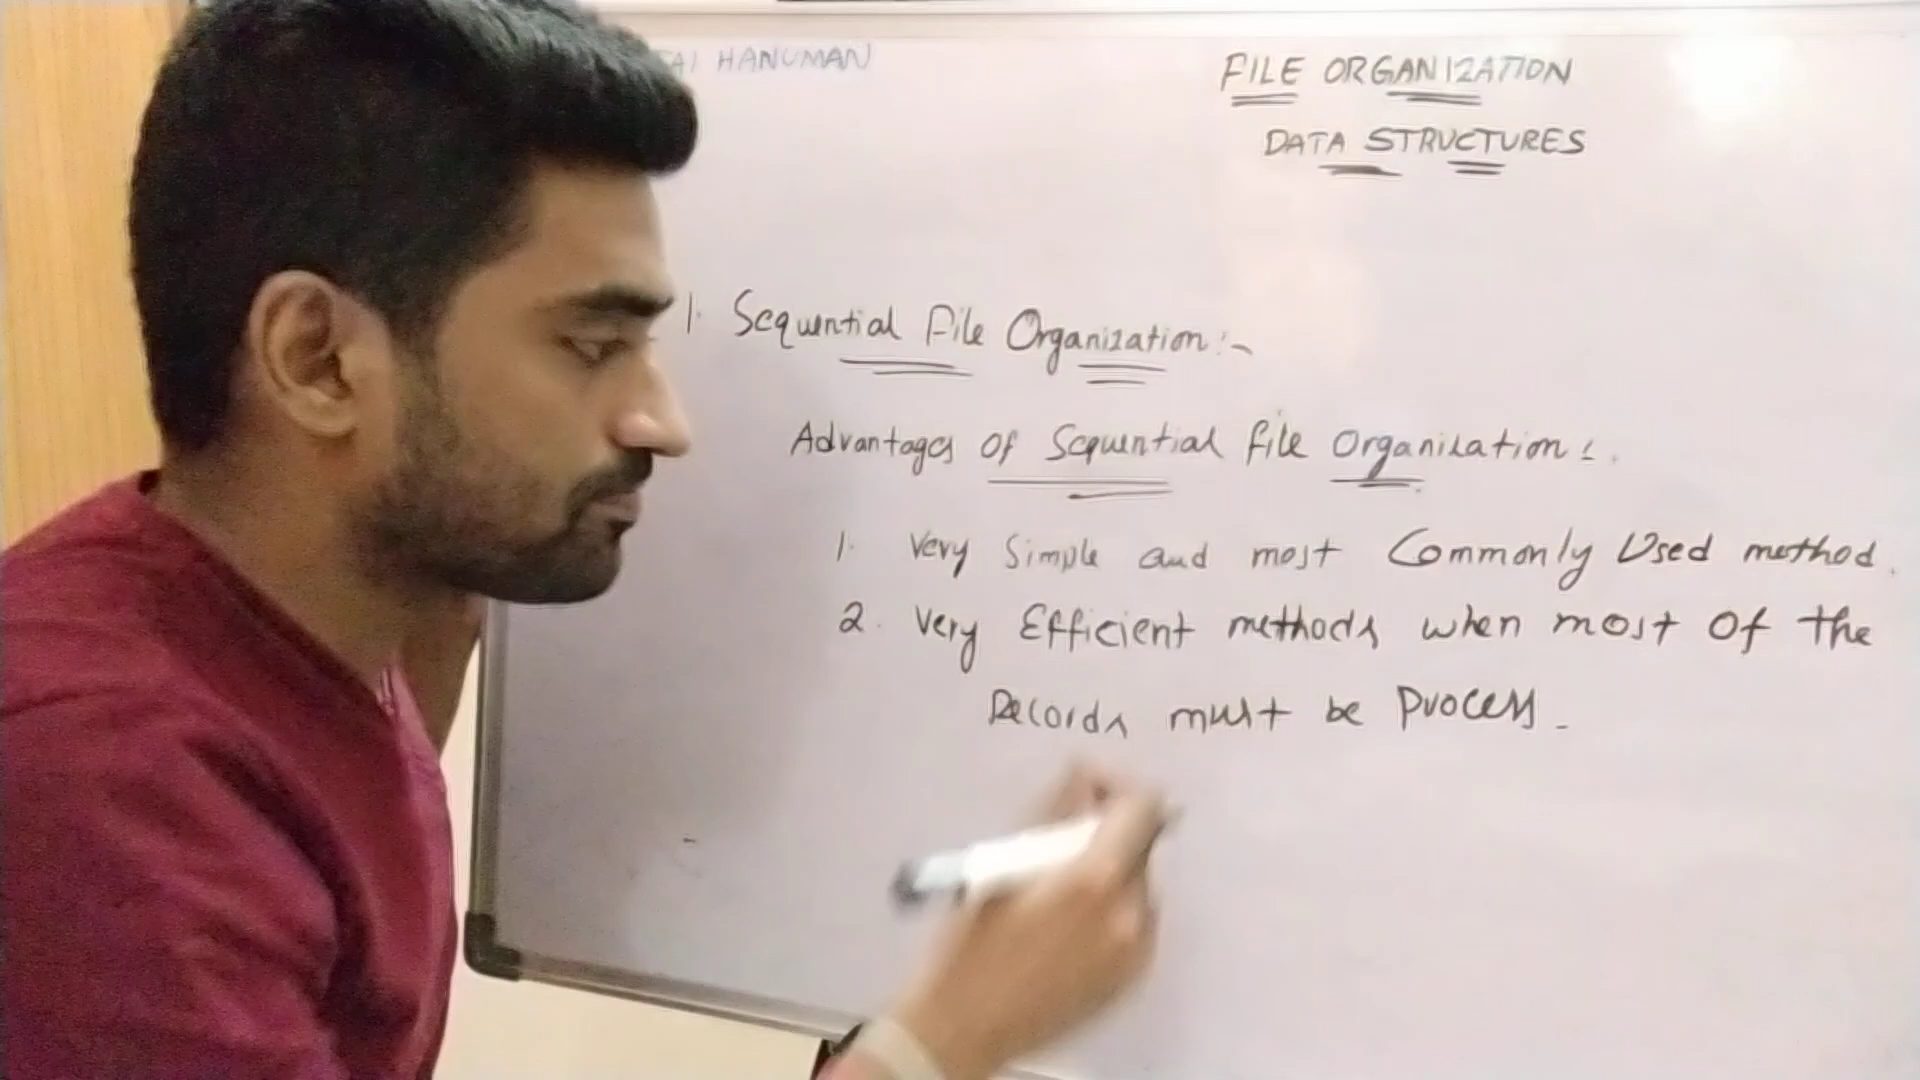 JAI HANUMAN
FILE ORGANIZATION
DATA STRUCTURES
1. Sequential File Organization :-
Advantages Of Sequential file Organization :.
1. Very Simple and most Commonly Used method.
2. Very Efficient methods when most Of the
Records must be Process.